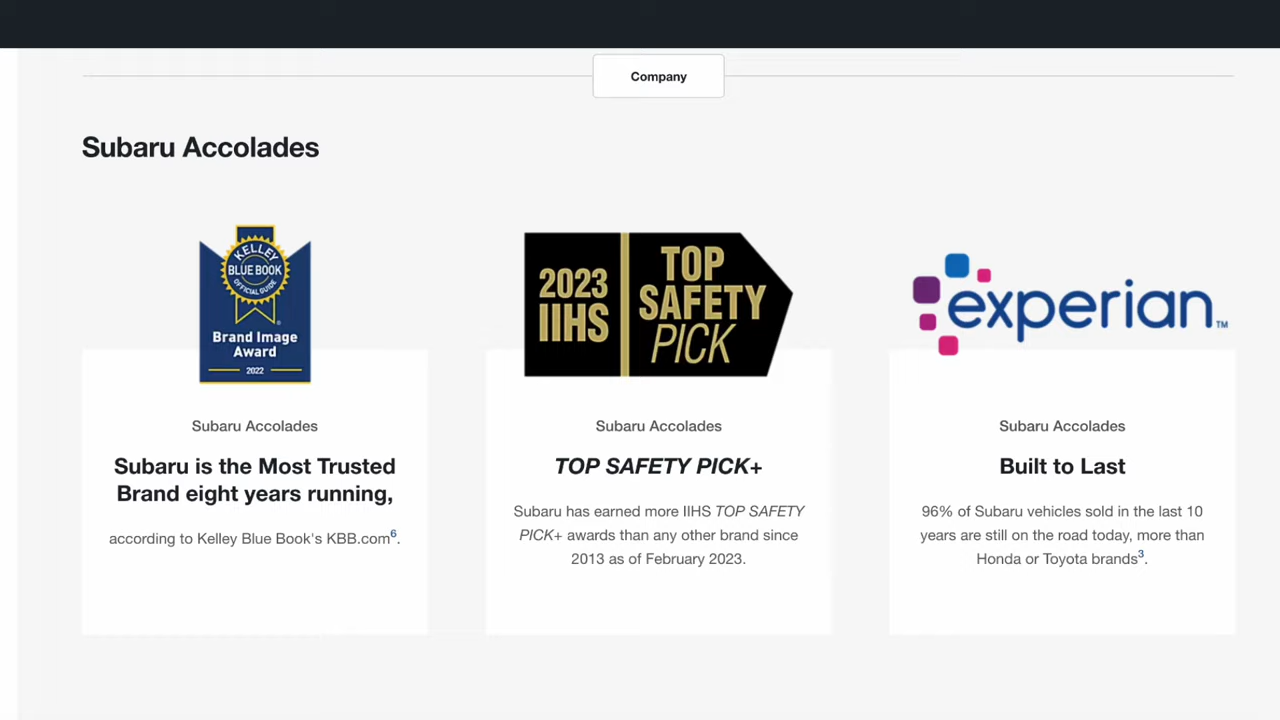 Company
Subaru Accolades
KELLEY
BLUE BOOK
OFFICIAL GUIDE
Brand Image
Award
2022
2023
IIHS
TOP
SAFETY
PICK
experian™
Subaru Accolades
Subaru is the Most Trusted
Brand eight years running,
according to Kelley Blue Book's KBB.com⁶.
Subaru Accolades
TOP SAFETY PICK+
Subaru has earned more IIHS TOP SAFETY
PICK+ awards than any other brand since
2013 as of February 2023.
Subaru Accolades
Built to Last
96% of Subaru vehicles sold in the last 10
years are still on the road today, more than
Honda or Toyota brands³.